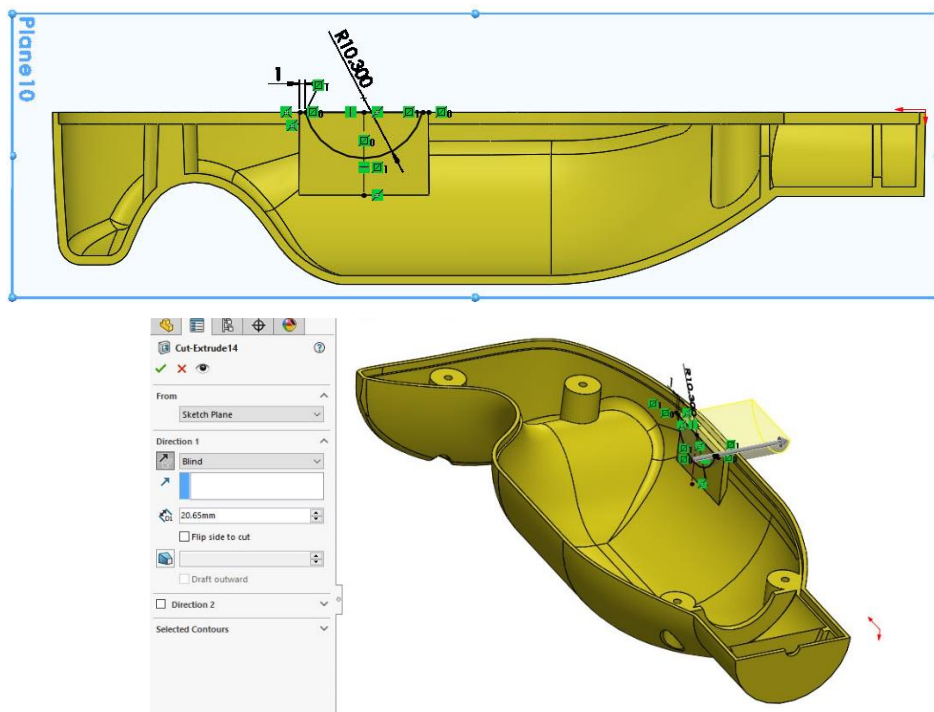 Plane10
R10.300
1
Cut-Extrude14
From
Sketch Plane
Direction 1
Blind
20.65mm
Flip side to cut
Draft outward
Direction 2
Selected Contours
R10.300